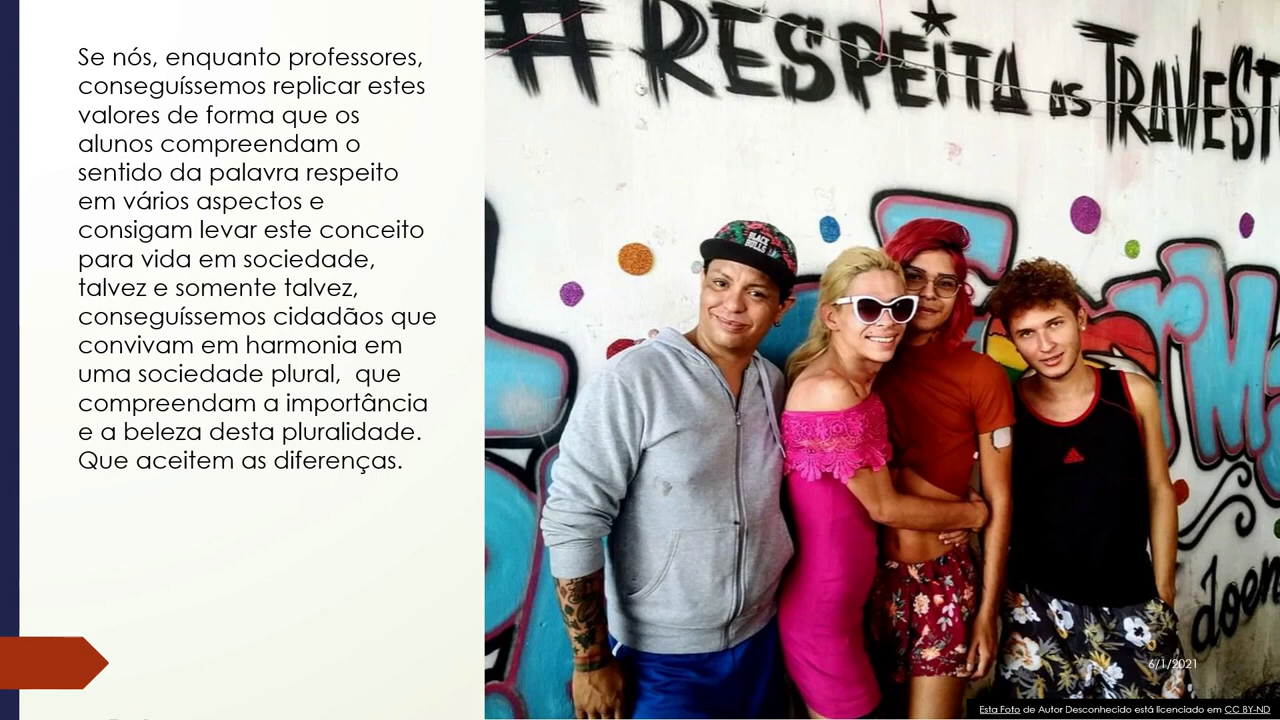 Se nós, enquanto professores,
conseguíssemos replicar estes
valores de forma que os
alunos compreendam o
sentido da palavra respeito
em vários aspectos e
consigam levar este conceito
para vida em sociedade,
talvez e somente talvez,
conseguíssemos cidadãos que
convivam em harmonia em
uma sociedade plural,  que
compreendam a importância
e a beleza desta pluralidade.
Que aceitem as diferenças.
#RESPEITA as TRAVEST
BLACK
BULLS
doen
6/1/2021
Esta Foto de Autor Desconhecido está licenciado em CC BY-ND